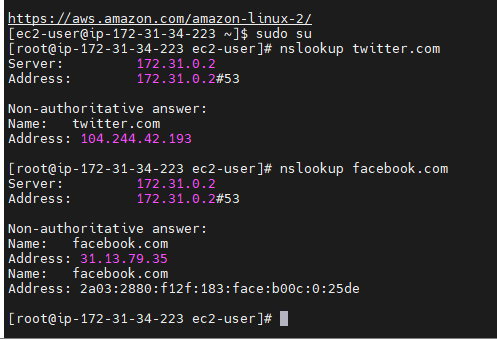 https://aws.amazon.com/amazon-linux-2/
[ec2-user@ip-172-31-34-223 ~]$ sudo su
[root@ip-172-31-34-223 ec2-user]# nslookup twitter.com
Server:         172.31.0.2
Address:        172.31.0.2#53

Non-authoritative answer:
Name:   twitter.com
Address: 104.244.42.193

[root@ip-172-31-34-223 ec2-user]# nslookup facebook.com
Server:         172.31.0.2
Address:        172.31.0.2#53

Non-authoritative answer:
Name:   facebook.com
Address: 31.13.79.35
Name:   facebook.com
Address: 2a03:2880:f12f:183:face:b00c:0:25de

[root@ip-172-31-34-223 ec2-user]#